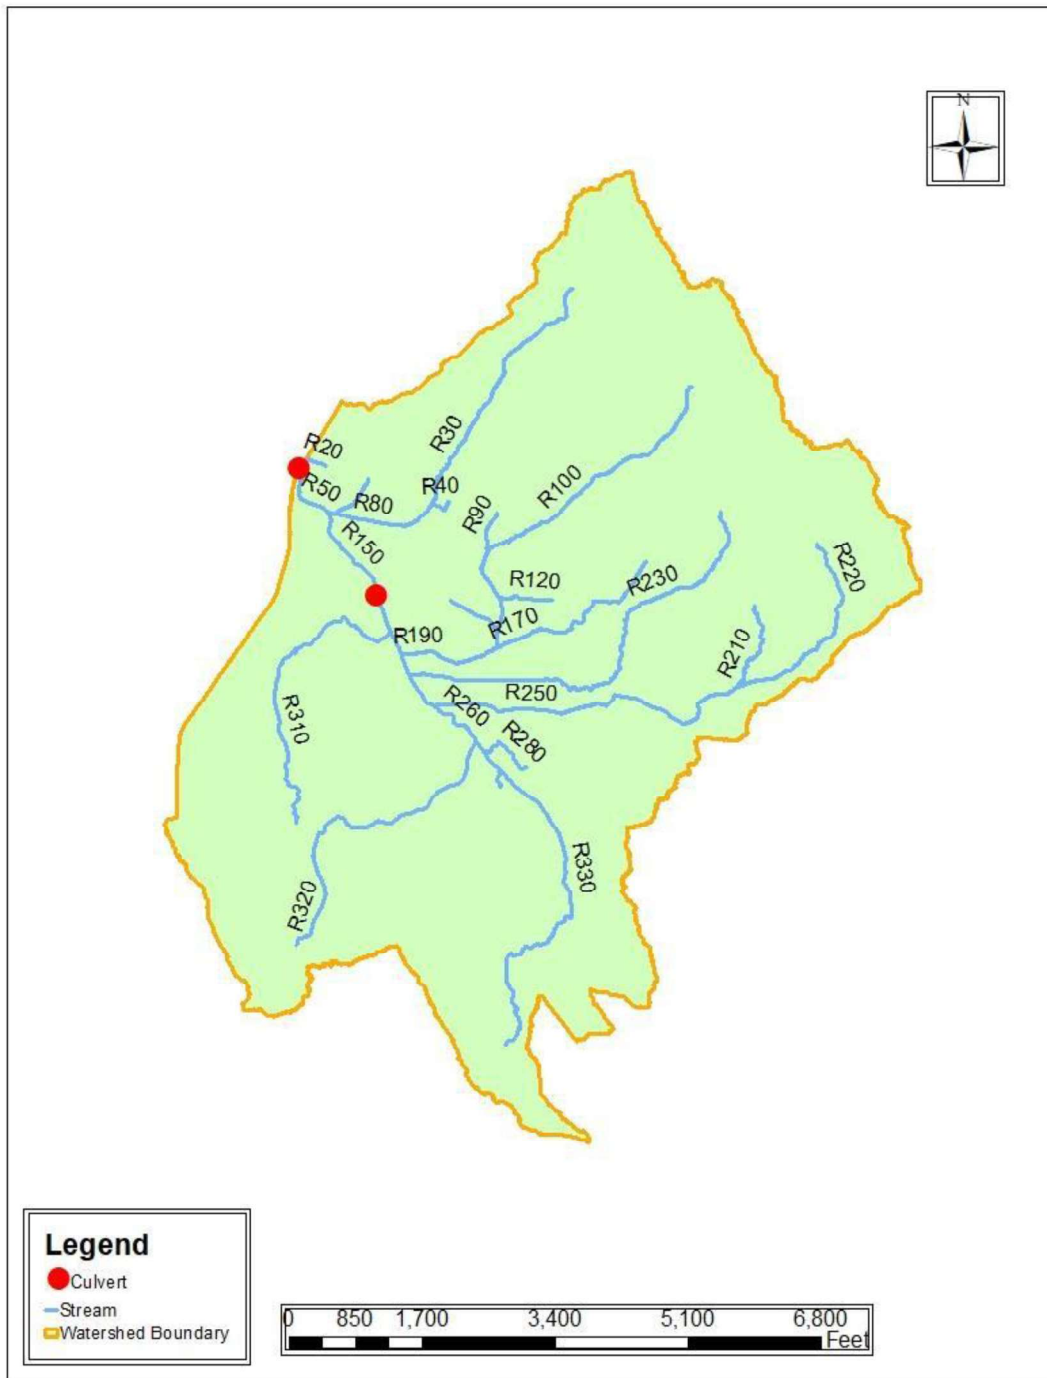 N
R20
R30
R50
R80
R40
R90
R100
R150
R120
R230
R220
R170
R190
R210
R250
R260
R280
R310
R330
R320
Legend
Culvert
Stream
Watershed Boundary
0 850 1,700 3,400 5,100 6,800
Feet